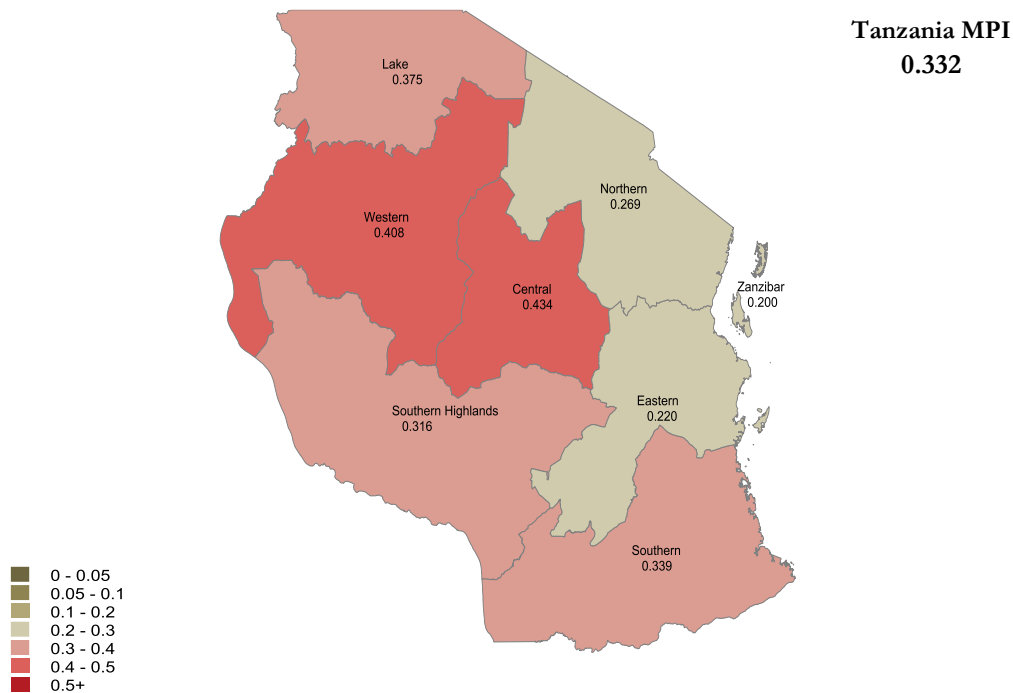 Tanzania MPI
0.332
Lake
0.375
Northern
0.269
Western
0.408
Central
0.434
Zanzibar
0.200
Eastern
0.220
Southern Highlands
0.316
Southern
0.339
0 - 0.05
0.05 - 0.1
0.1 - 0.2
0.2 - 0.3
0.3 - 0.4
0.4 - 0.5
0.5+